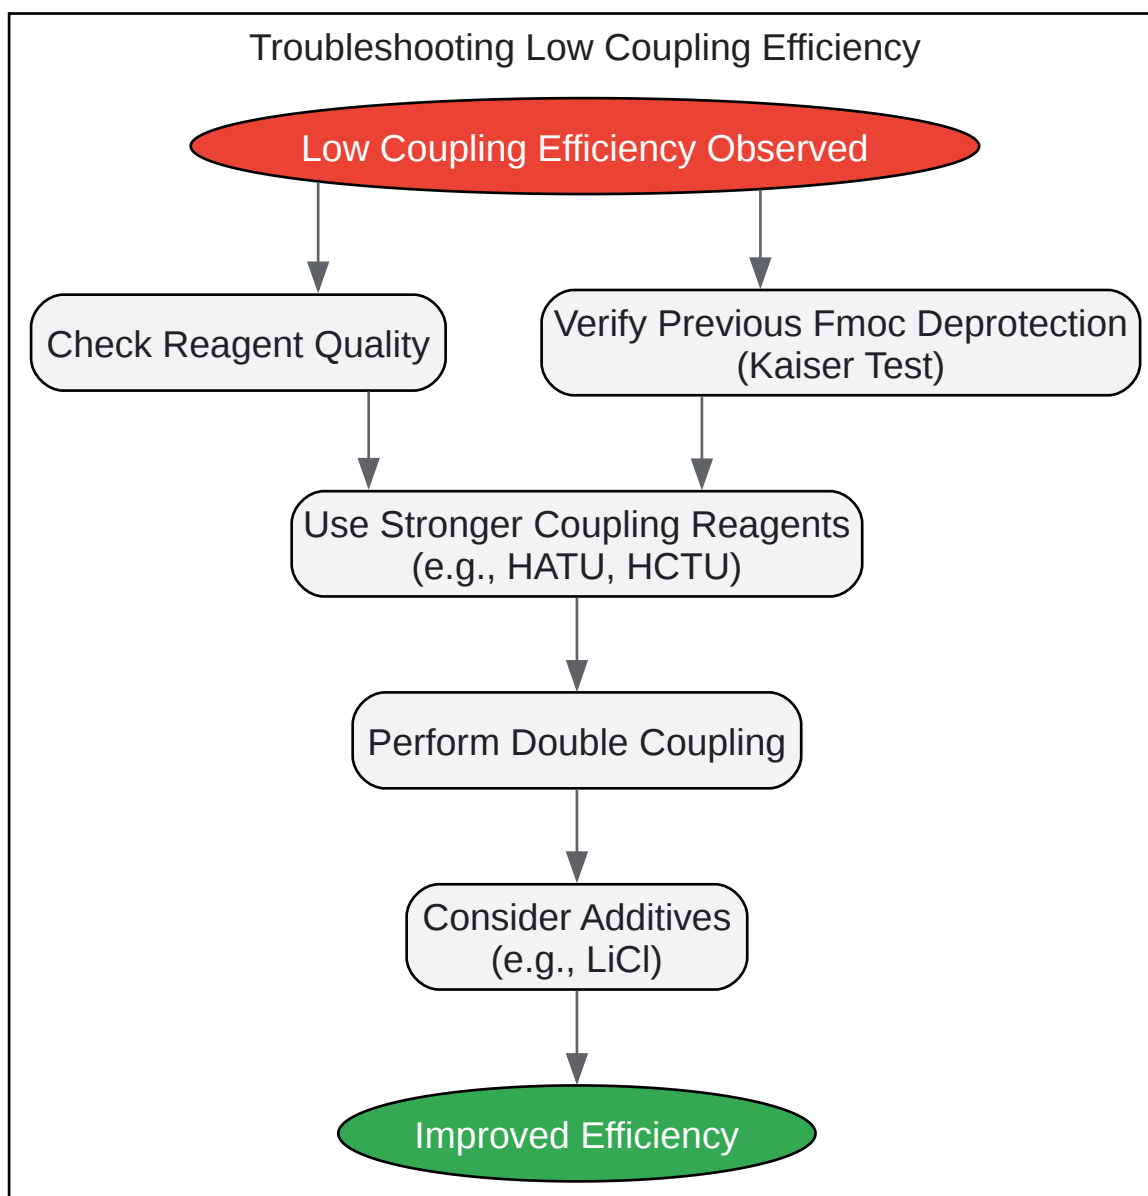 Troubleshooting Low Coupling Efficiency
Low Coupling Efficiency Observed
Check Reagent Quality
Verify Previous Fmoc Deprotection
(Kaiser Test)
Use Stronger Coupling Reagents
(e.g., HATU, HCTU)
Perform Double Coupling
Consider Additives
(e.g., LiCl)
Improved Efficiency